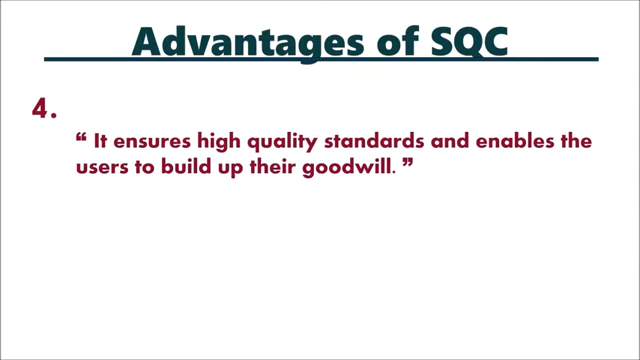 Advantages of SQC
4.
❝ It ensures high quality standards and enables the
users to build up their goodwill. ❞